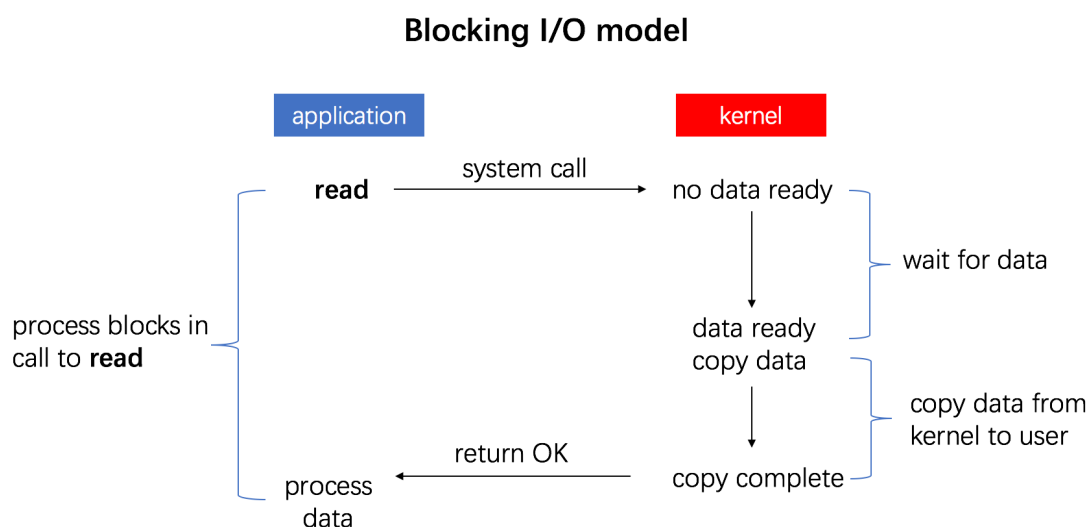 Blocking I/O model
application
kernel
system call
read
no data ready
wait for data
process blocks in
call to read
data ready
copy data
copy data from
kernel to user
return OK
copy complete
process
data